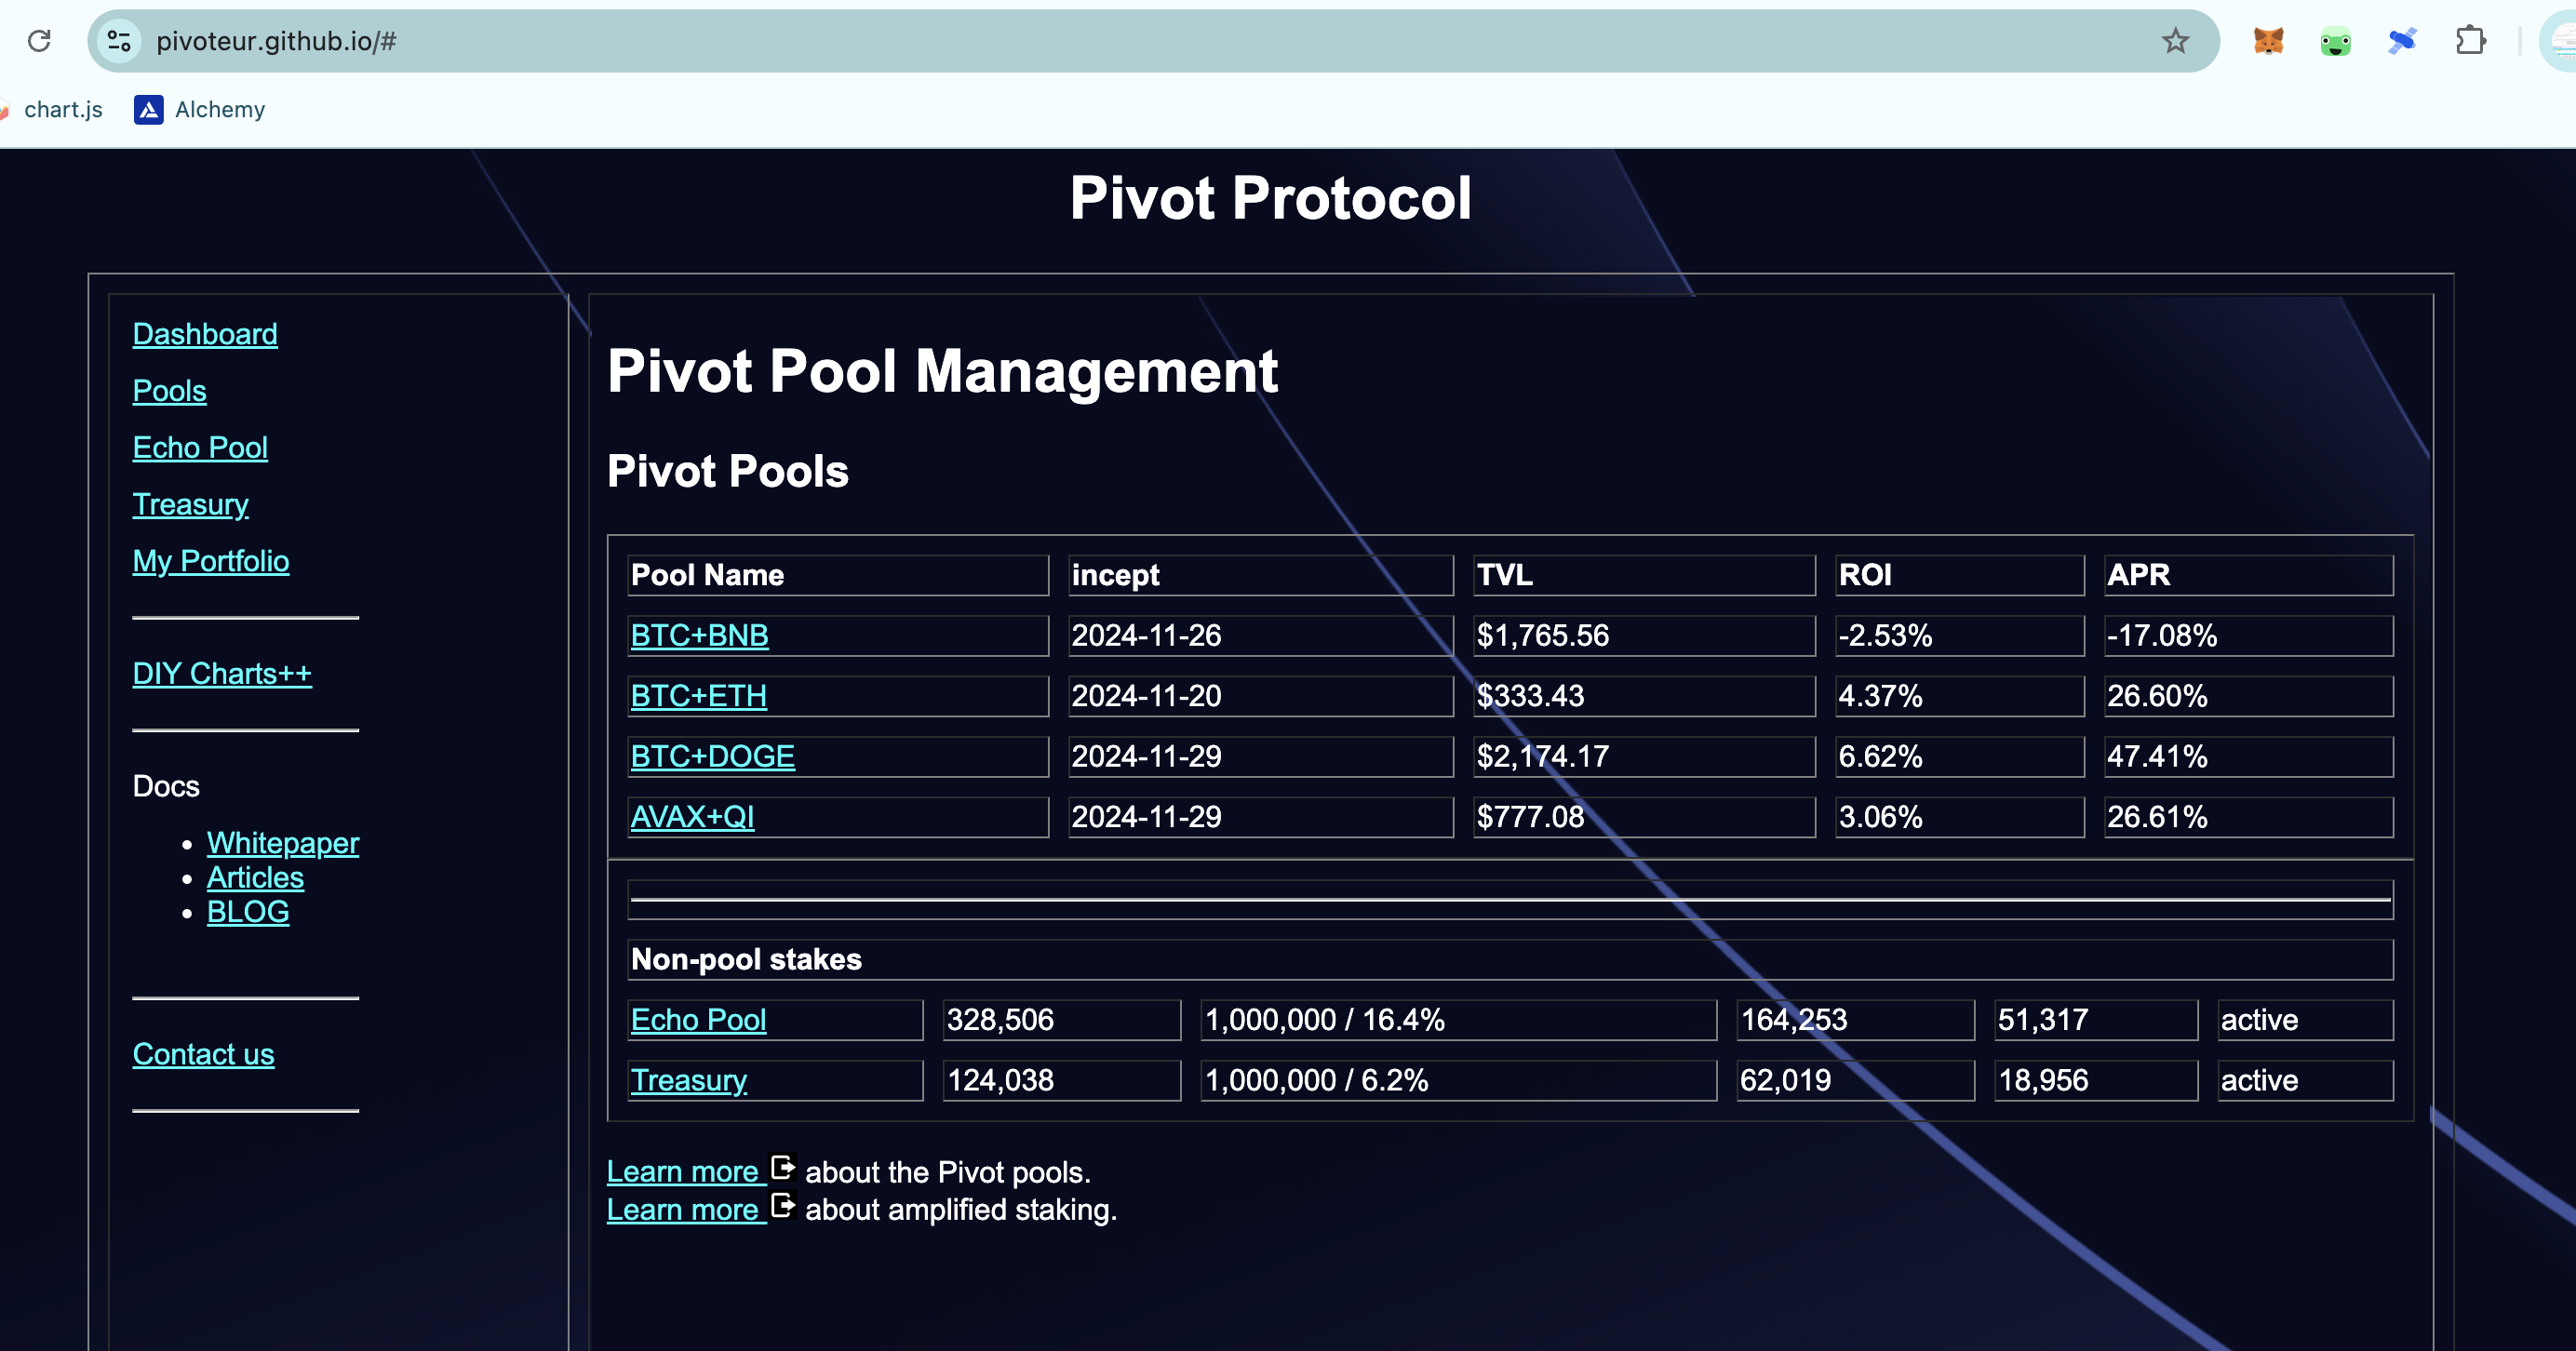 pivoteur.github.io/#
chart.js Alchemy
Pivot Protocol
Dashboard
Pools
Echo Pool
Treasury
My Portfolio
DIY Charts++
Docs
Whitepaper
Articles
BLOG
Contact us
Pivot Pool Management
Pivot Pools
Pool Name incept TVL ROI APR
BTC+BNB 2024-11-26 $1,765.56 -2.53% -17.08%
BTC+ETH 2024-11-20 $333.43 4.37% 26.60%
BTC+DOGE 2024-11-29 $2,174.17 6.62% 47.41%
AVAX+QI 2024-11-29 $777.08 3.06% 26.61%
Non-pool stakes
Echo Pool 328,506 1,000,000 / 16.4% 164,253 51,317 active
Treasury 124,038 1,000,000 / 6.2% 62,019 18,956 active
Learn more about the Pivot pools.
Learn more about amplified staking.